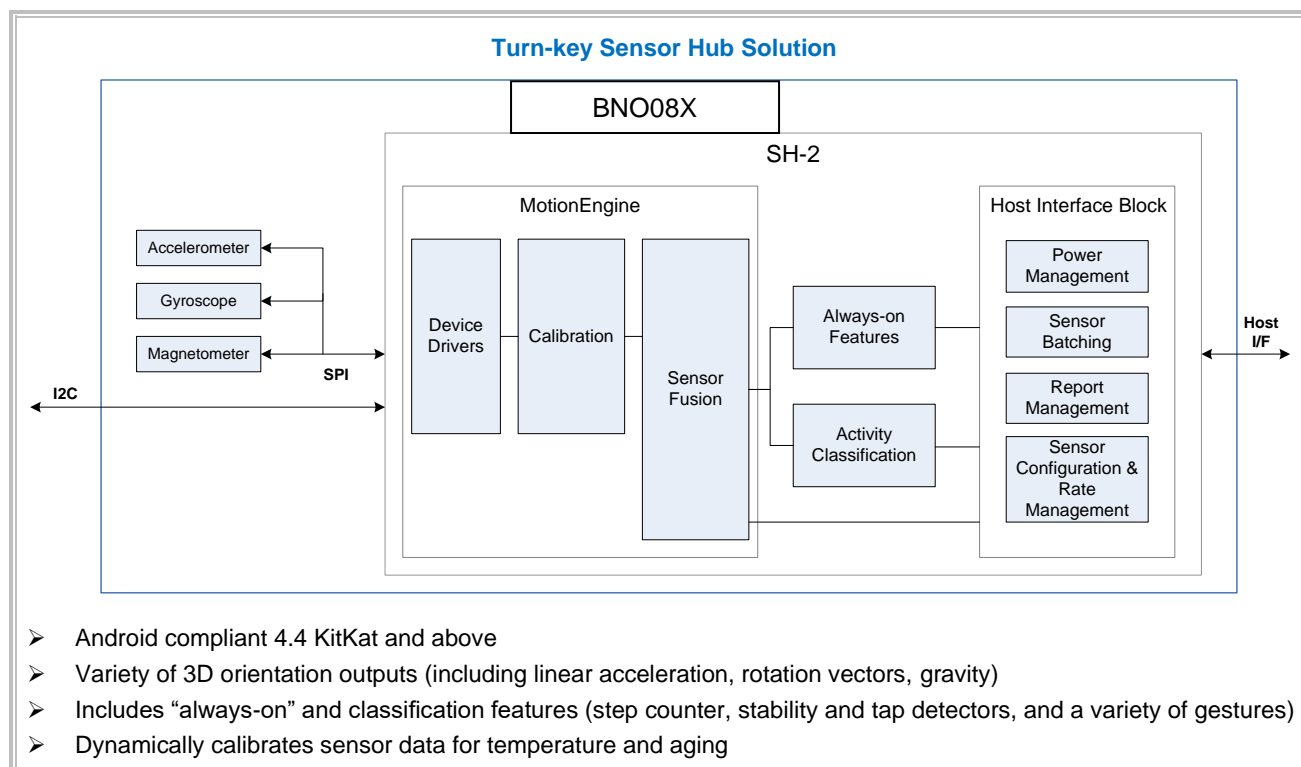 Turn-key Sensor Hub Solution
BNO08X
SH-2
MotionEngine
Host Interface Block
Accelerometer
Gyroscope
Magnetometer
SPI
I2C
Device
Drivers
Calibration
Sensor
Fusion
Always-on
Features
Activity
Classification
Power
Management
Sensor
Batching
Report
Management
Sensor
Configuration &
Rate
Management
Host
I/F
➢ Android compliant 4.4 KitKat and above
➢ Variety of 3D orientation outputs (including linear acceleration, rotation vectors, gravity)
➢ Includes “always-on” and classification features (step counter, stability and tap detectors, and a variety of gestures)
➢ Dynamically calibrates sensor data for temperature and aging